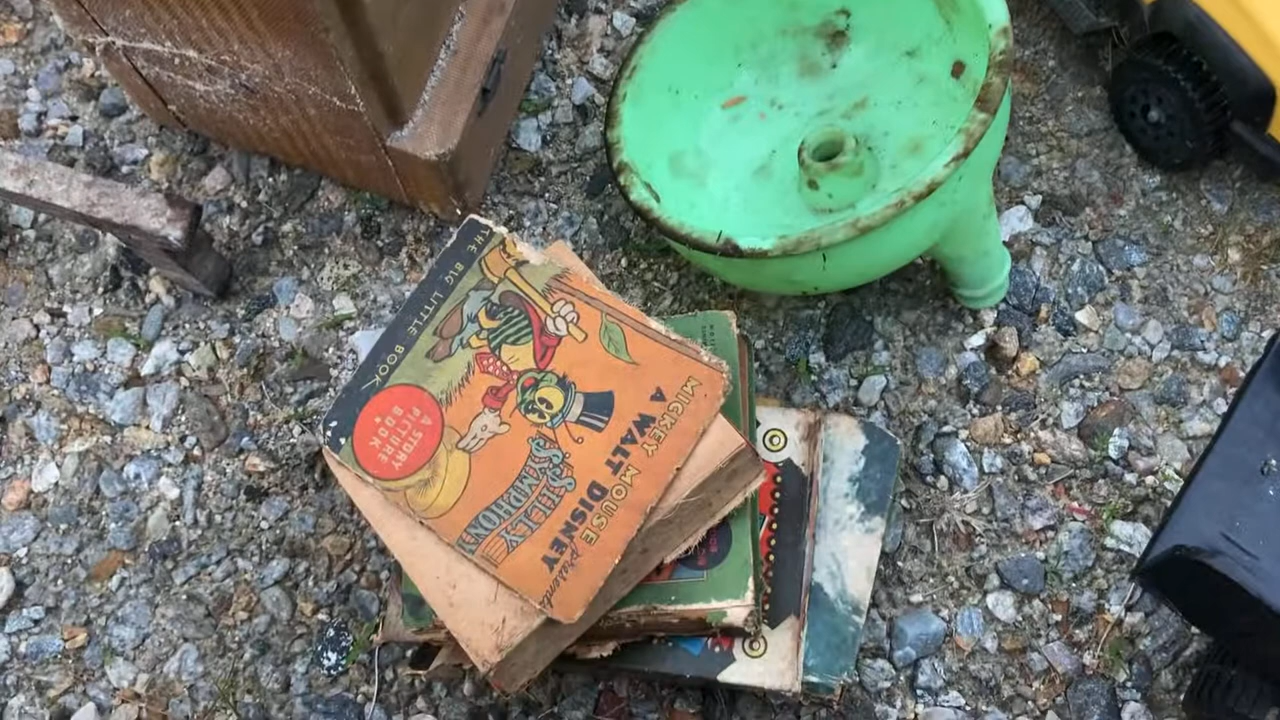 THE BIG LITTLE BOOK
MICKEY MOUSE
presents
A WALT DISNEY
SILLY
SYMPHONY
A STORY
PICTURE
BOOK